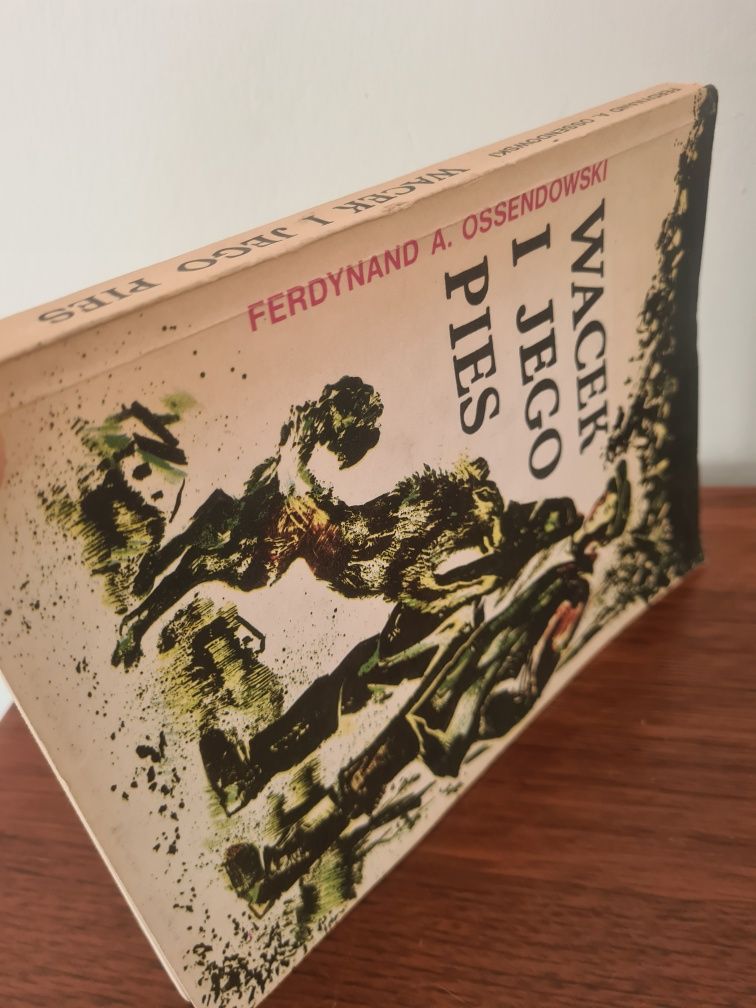 FERDYNAND A. OSSENDOWSKI
WACEK I JEGO PIES
FERDYNAND A. OSSENDOWSKI
WACEK
I JEGO
PIES